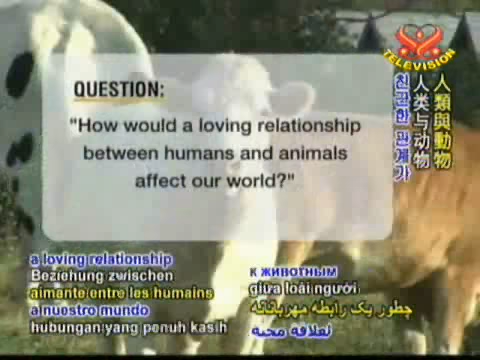 TELEVISION
QUESTION:
"How would a loving relationship
between humans and animals
affect our world?"
人類與動物
人类与动物
친근한 관계가
a loving relationship
Beziehung zwischen
aimante entre les humains
a nuestro mundo
hubungan yang penuh kasih
к животным
giữa loài người
چطور یک رابطه مهربانانه
لعلاقة محبة